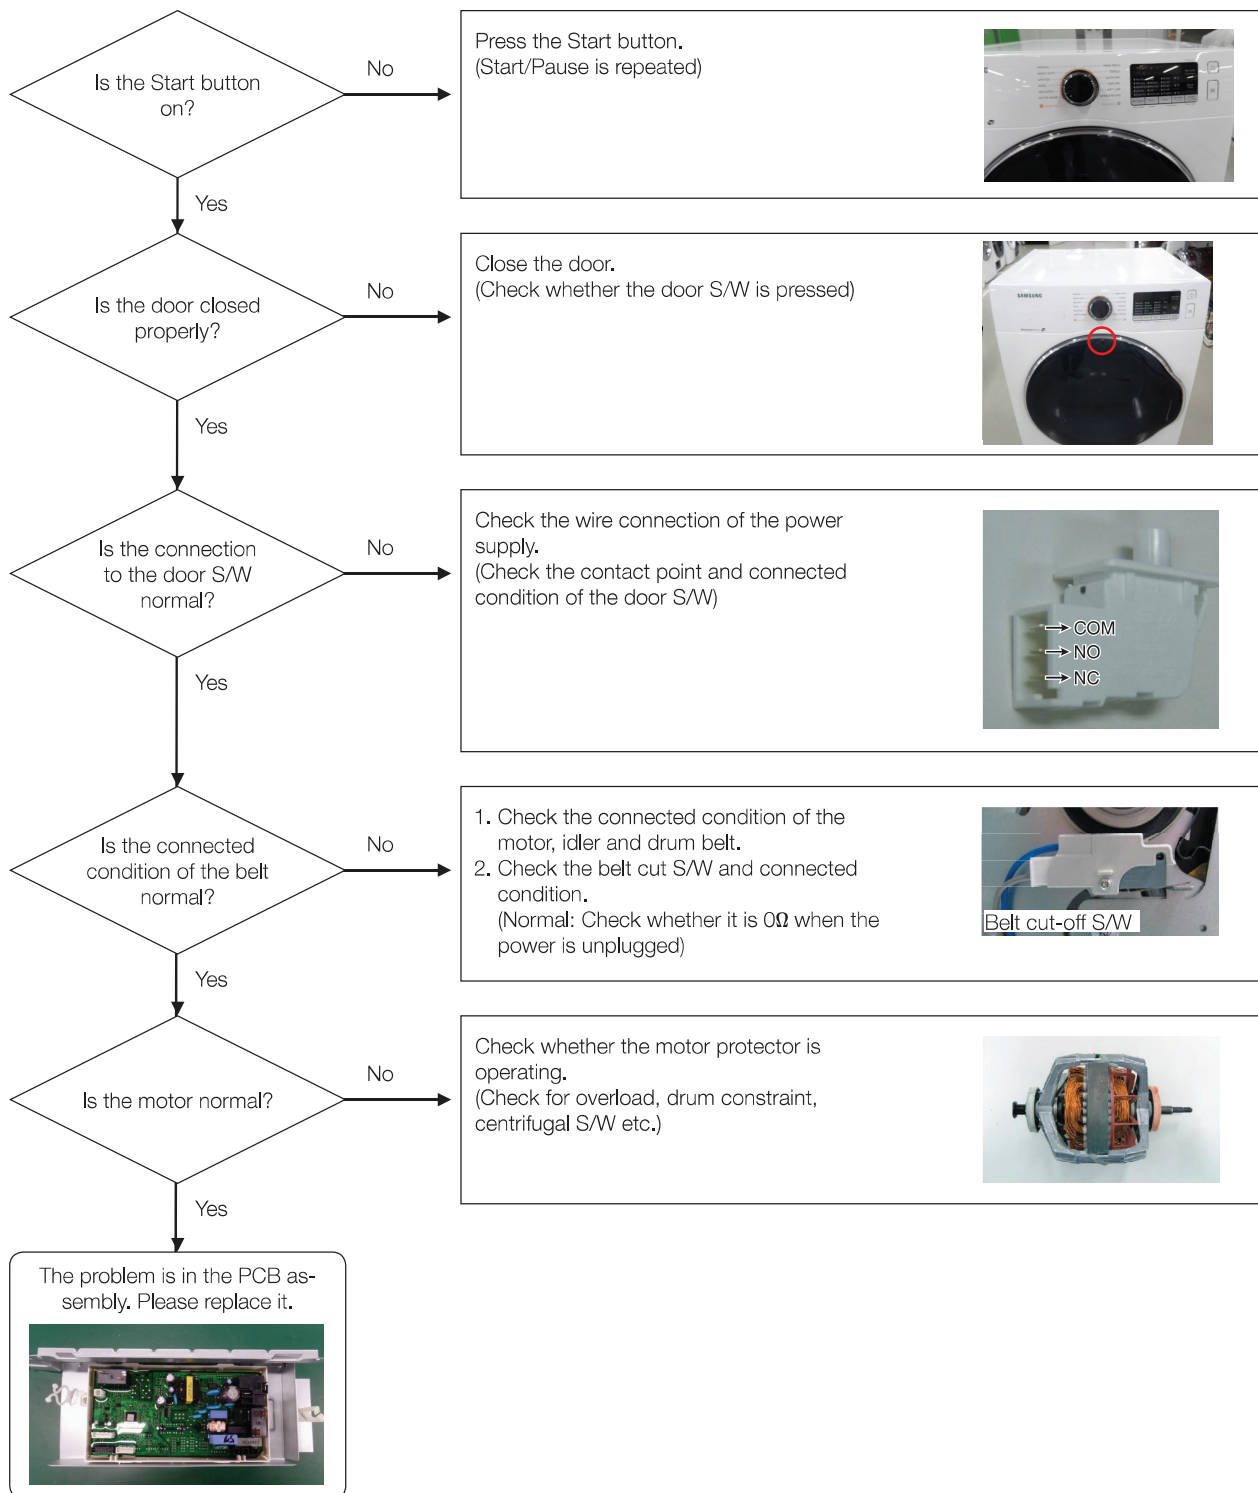 Is the Start button
on?
No
Press the Start button.
(Start/Pause is repeated)
Yes
Is the door closed
properly?
No
Close the door.
(Check whether the door S/W is pressed)
SAMSUNG
Yes
Is the connection
to the door S/W
normal?
No
Check the wire connection of the power
supply.
(Check the contact point and connected
condition of the door S/W)
COM
NO
NC
Yes
Is the connected
condition of the belt
normal?
No
1. Check the connected condition of the
motor, idler and drum belt.
2. Check the belt cut S/W and connected
condition.
(Normal: Check whether it is 0Ω when the
power is unplugged)
Belt cut-off S/W
Yes
Is the motor normal?
No
Check whether the motor protector is
operating.
(Check for overload, drum constraint,
centrifugal S/W etc.)
Yes
The problem is in the PCB as-
sembly. Please replace it.